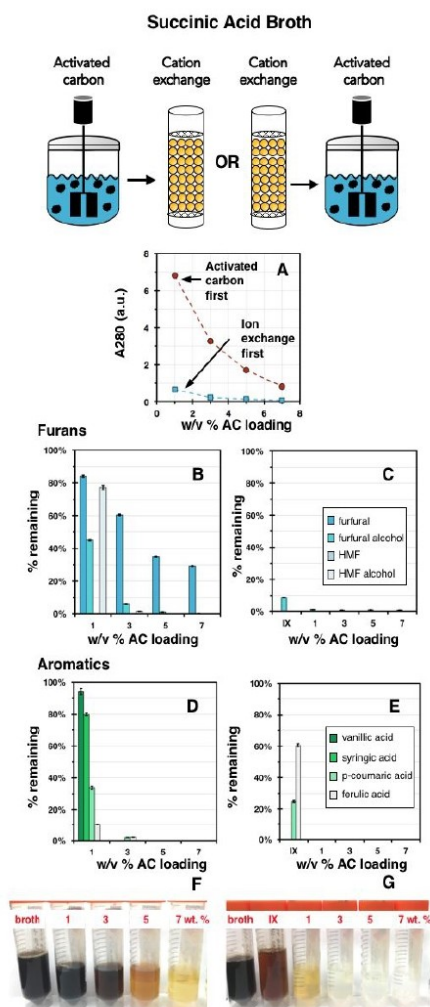 Succinic Acid Broth
Activated carbon
Cation exchange
Cation exchange
Activated carbon
OR
A
A280 (a.u.)
8
6
4
2
0
Activated carbon first
Ion exchange first
0 2 4 6 8
w/v % AC loading
Furans
B
% remaining
100%
80%
60%
40%
20%
0%
1 3 5 7
w/v % AC loading
C
% remaining
100%
80%
60%
40%
20%
0%
furfural
furfural alcohol
HMF
HMF alcohol
IX 1 3 5 7
w/v % AC loading
Aromatics
D
% remaining
100%
80%
60%
40%
20%
0%
1 3 5 7
w/v % AC loading
E
% remaining
100%
80%
60%
40%
20%
0%
vanillic acid
syringic acid
p-coumaric acid
ferulic acid
IX 1 3 5 7
w/v % AC loading
F
broth 1 3 5 7 wt. %
G
broth IX 1 3 5 7 wt. %